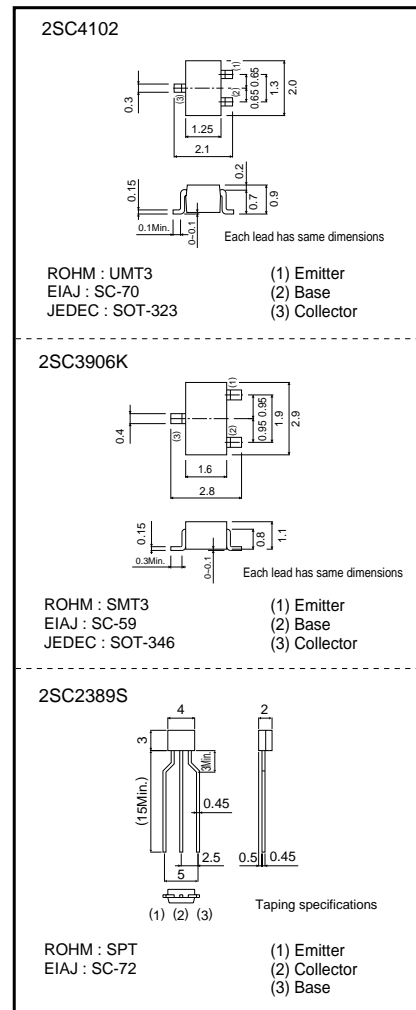 2SC4102
(1)
(2)
(3)
0.3
0.65
0.65
1.3
2.0
1.25
2.1
0.15
0.1Min.
0~0.1
0.2
0.7
0.9
Each lead has same dimensions
ROHM : UMT3
EIAJ : SC-70
JEDEC : SOT-323
(1) Emitter
(2) Base
(3) Collector
2SC3906K
(1)
(2)
(3)
0.4
0.95
0.95
1.9
2.9
1.6
2.8
0.15
0.3Min.
0~0.1
0.8
1.1
Each lead has same dimensions
ROHM : SMT3
EIAJ : SC-59
JEDEC : SOT-346
(1) Emitter
(2) Base
(3) Collector
2SC2389S
4
2
3
(15Min.)
3Min.
0.45
2.5
5
0.5
0.45
(1) (2) (3)
Taping specifications
ROHM : SPT
EIAJ : SC-72
(1) Emitter
(2) Collector
(3) Base